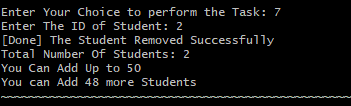 Enter Your Choice to perform the Task: 7
Enter The ID of Student: 2
[Done] The Student Removed Successfully
Total Number Of Students: 2
You Can Add Up to 50
You can Add 48 more Students
~~~~~~~~~~~~~~~~~~~~~~~~~~~~~~~~~~~~~~~~~~~~~~~~~~